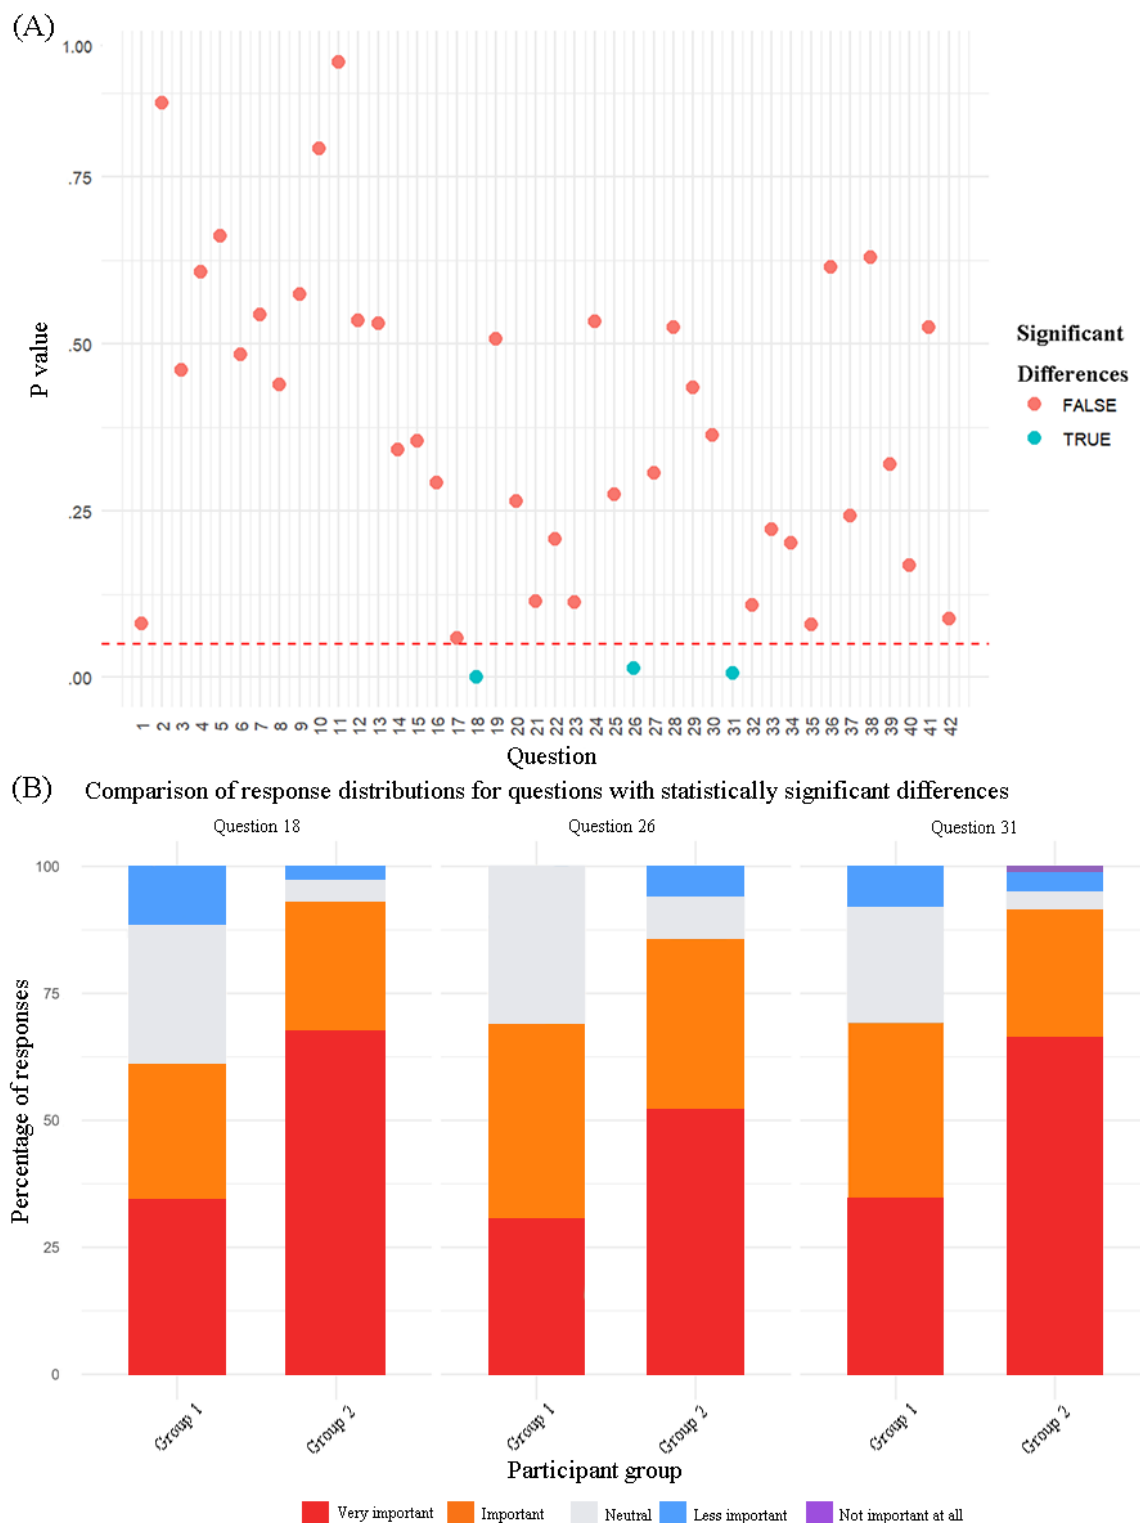 (A)
1.00
.75
.50
.25
.00
P value
1 2 3 4 5 6 7 8 9 10 11 12 13 14 15 16 17 18 19 20 21 22 23 24 25 26 27 28 29 30 31 32 33 34 35 36 37 38 39 40 41 42
Question
Significant
Differences
FALSE
TRUE
(B)
Comparison of response distributions for questions with statistically significant differences
Question 18 Question 26 Question 31
100
75
50
25
0
Percentage of responses
Group 1 Group 2 Group 1 Group 2 Group 1 Group 2
Participant group
Very important Important Neutral Less important Not important at all